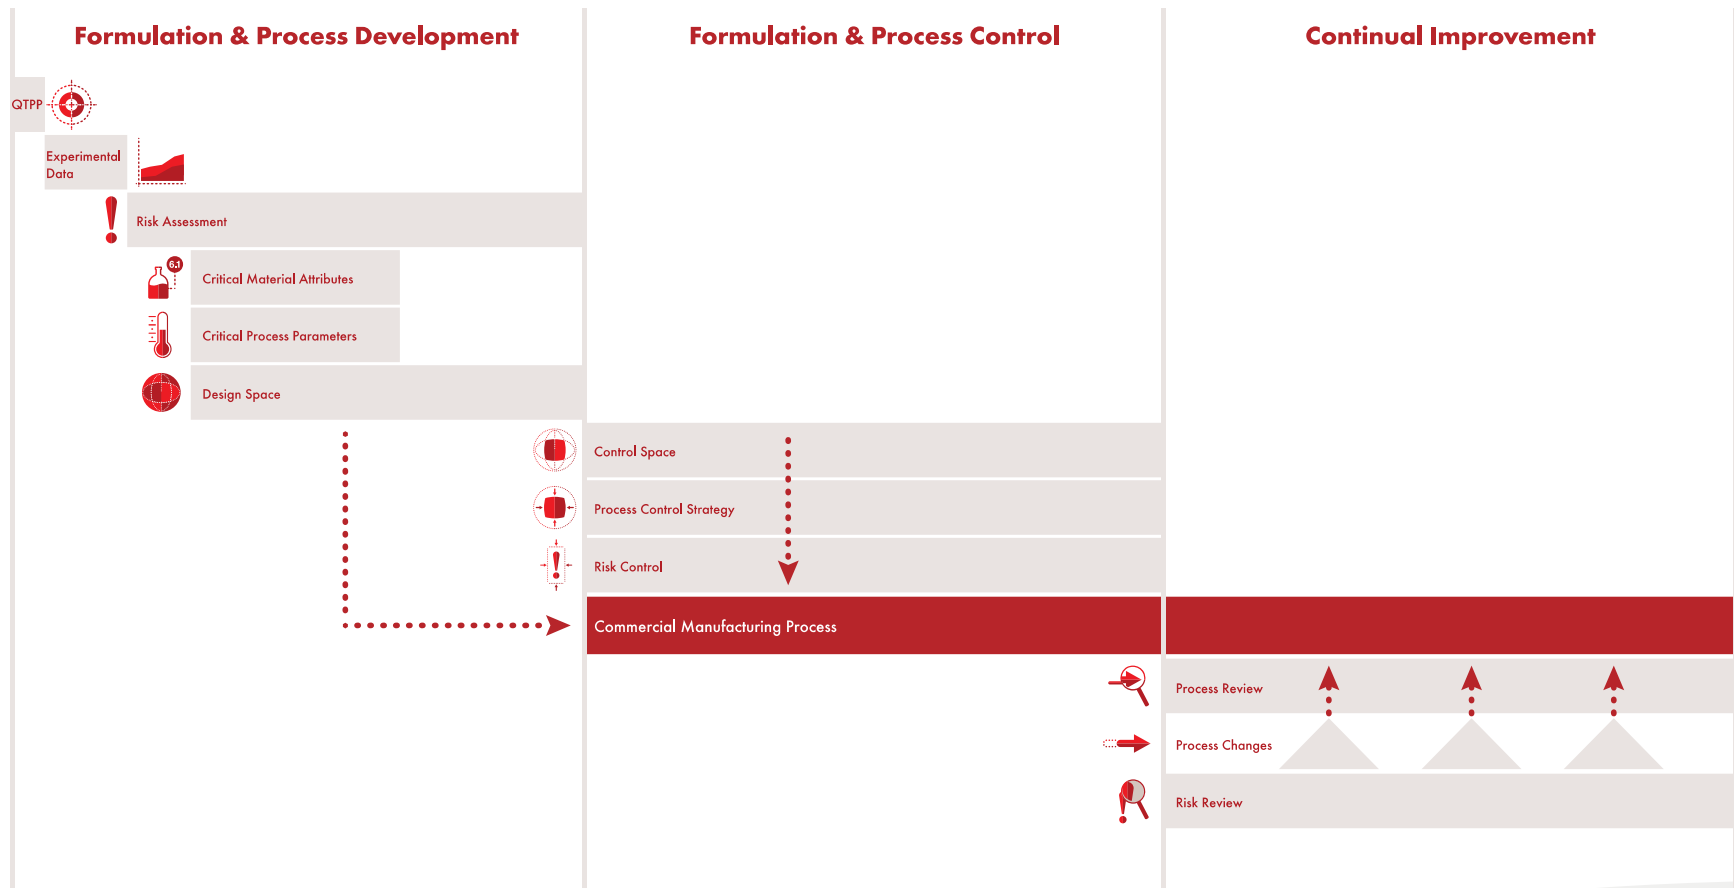 Formulation & Process Development
Formulation & Process Control
Continual Improvement
QTPP
Experimental
Data
Risk Assessment
6.1
Critical Material Attributes
Critical Process Parameters
Design Space
Control Space
Process Control Strategy
Risk Control
Commercial Manufacturing Process
Process Review
Process Changes
Risk Review